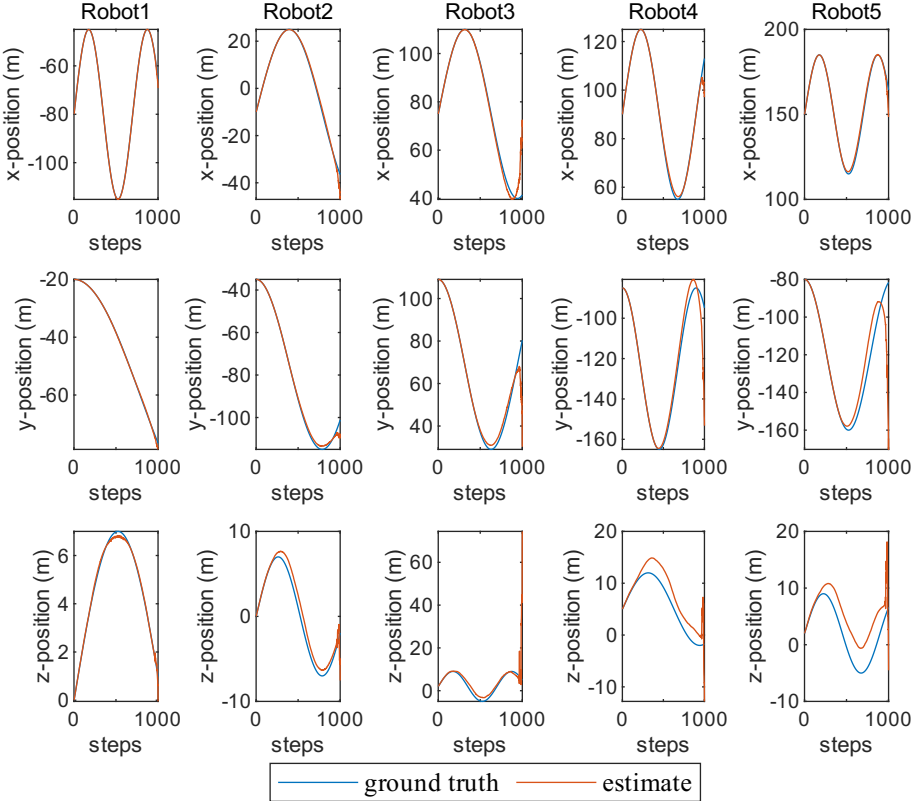 Robot1 Robot2 Robot3 Robot4 Robot5
x-position (m) -60 -80 -100 0 1000 steps
x-position (m) 20 0 -20 -40 0 1000 steps
x-position (m) 100 80 60 40 0 1000 steps
x-position (m) 120 100 80 60 0 1000 steps
x-position (m) 200 150 100 0 1000 steps
y-position (m) -20 -40 -60 0 1000 steps
y-position (m) -40 -60 -80 -100 0 1000 steps
y-position (m) 100 80 60 40 0 1000 steps
y-position (m) -100 -120 -140 -160 0 1000 steps
y-position (m) -80 -100 -120 -140 -160 0 1000 steps
z-position (m) 6 4 2 0 0 1000 steps
z-position (m) 10 0 -10 0 1000 steps
z-position (m) 60 40 20 0 0 1000 steps
z-position (m) 20 10 0 -10 0 1000 steps
z-position (m) 20 10 0 -10 0 1000 steps
ground truth estimate